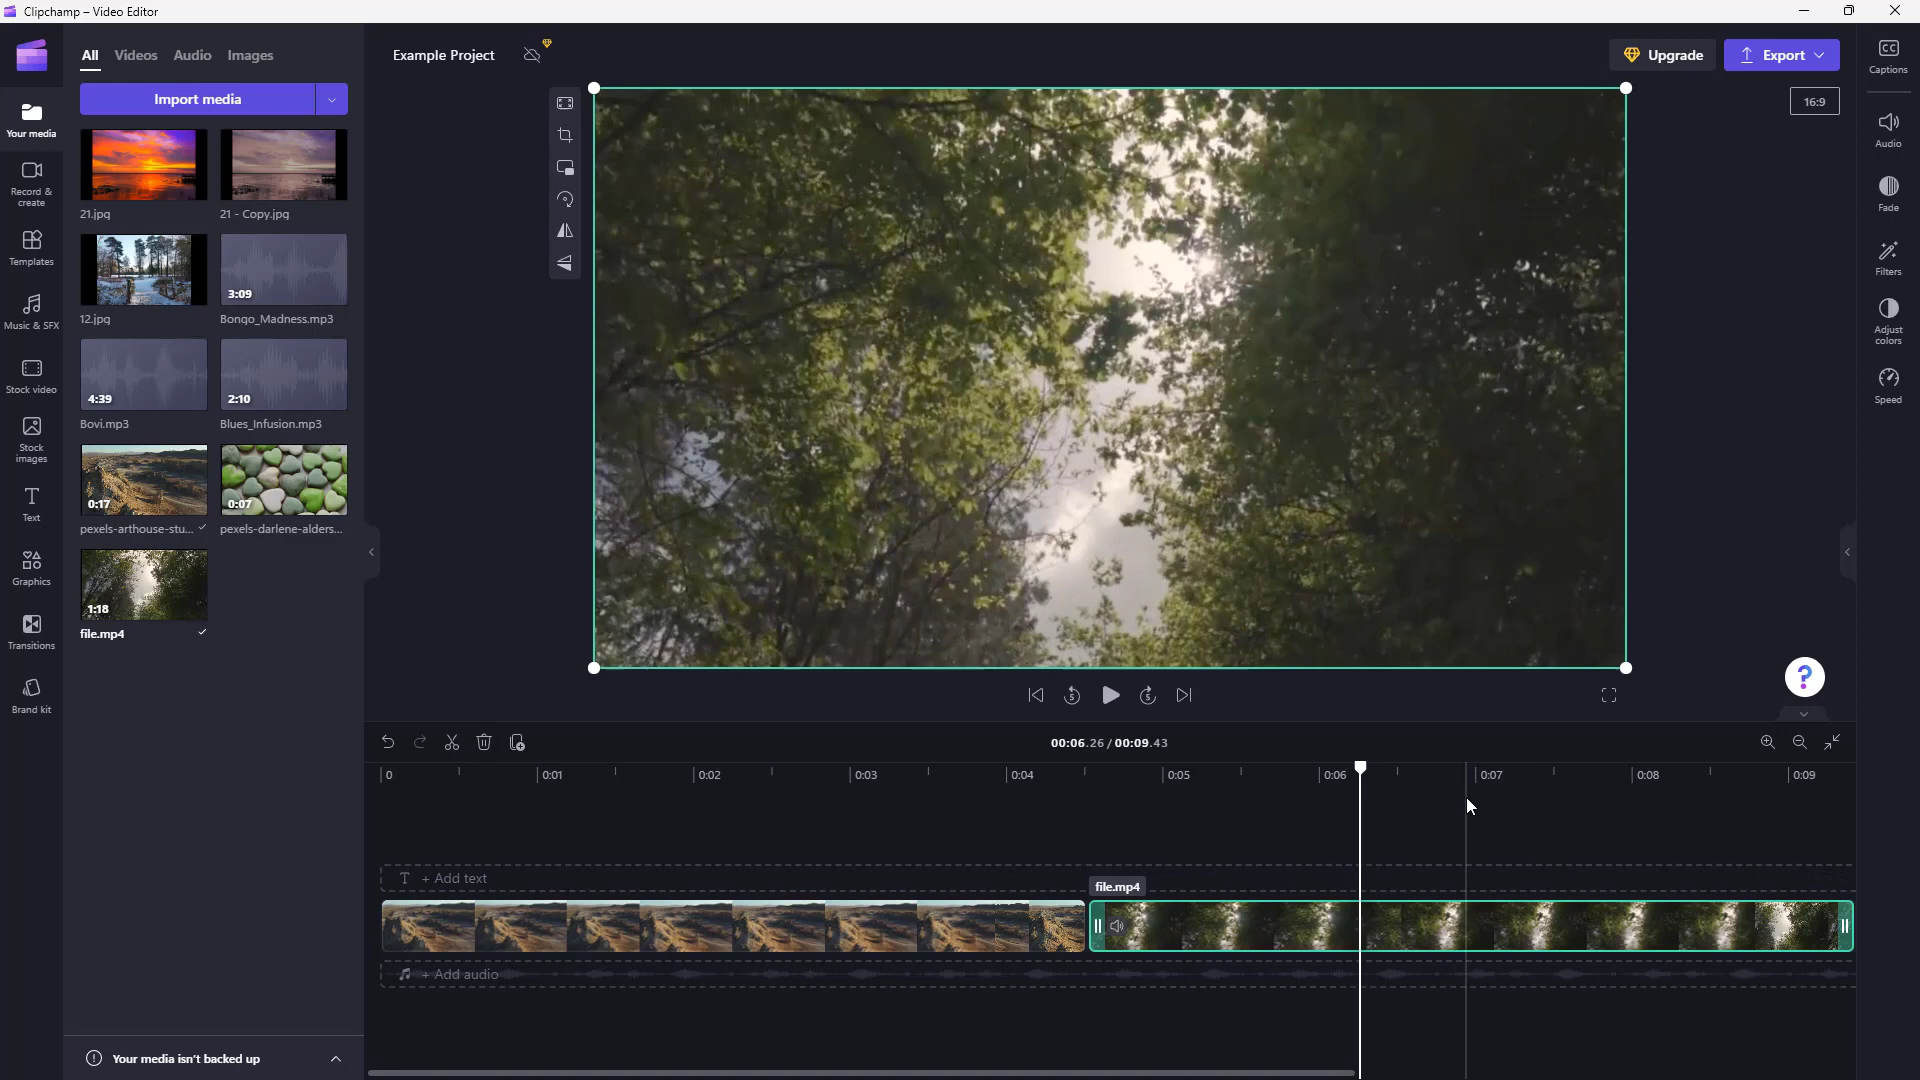 Clipchamp – Video Editor
All Videos Audio Images
Import media
Your media
Record &
create
Templates
Music & SFX
Stock video
Stock
images
Text
Graphics
Transitions
Brand kit
21.jpg
21 - Copy.jpg
12.jpg
3:09
Bongo_Madness.mp3
4:39
Bovi.mp3
2:10
Blues_Infusion.mp3
0:17
pexels-arthouse-stu...
0:07
pexels-darlene-alders...
1:18
file.mp4
Your media isn't backed up
Example Project
Upgrade
Export
16:9
Captions
Audio
Fade
Filters
Adjust
colors
Speed
?
5
5
00:06.26 / 00:09.43
0 0:01 0:02 0:03 0:04 0:05 0:06 0:07 0:08 0:09
T + Add text
file.mp4
+ Add audio